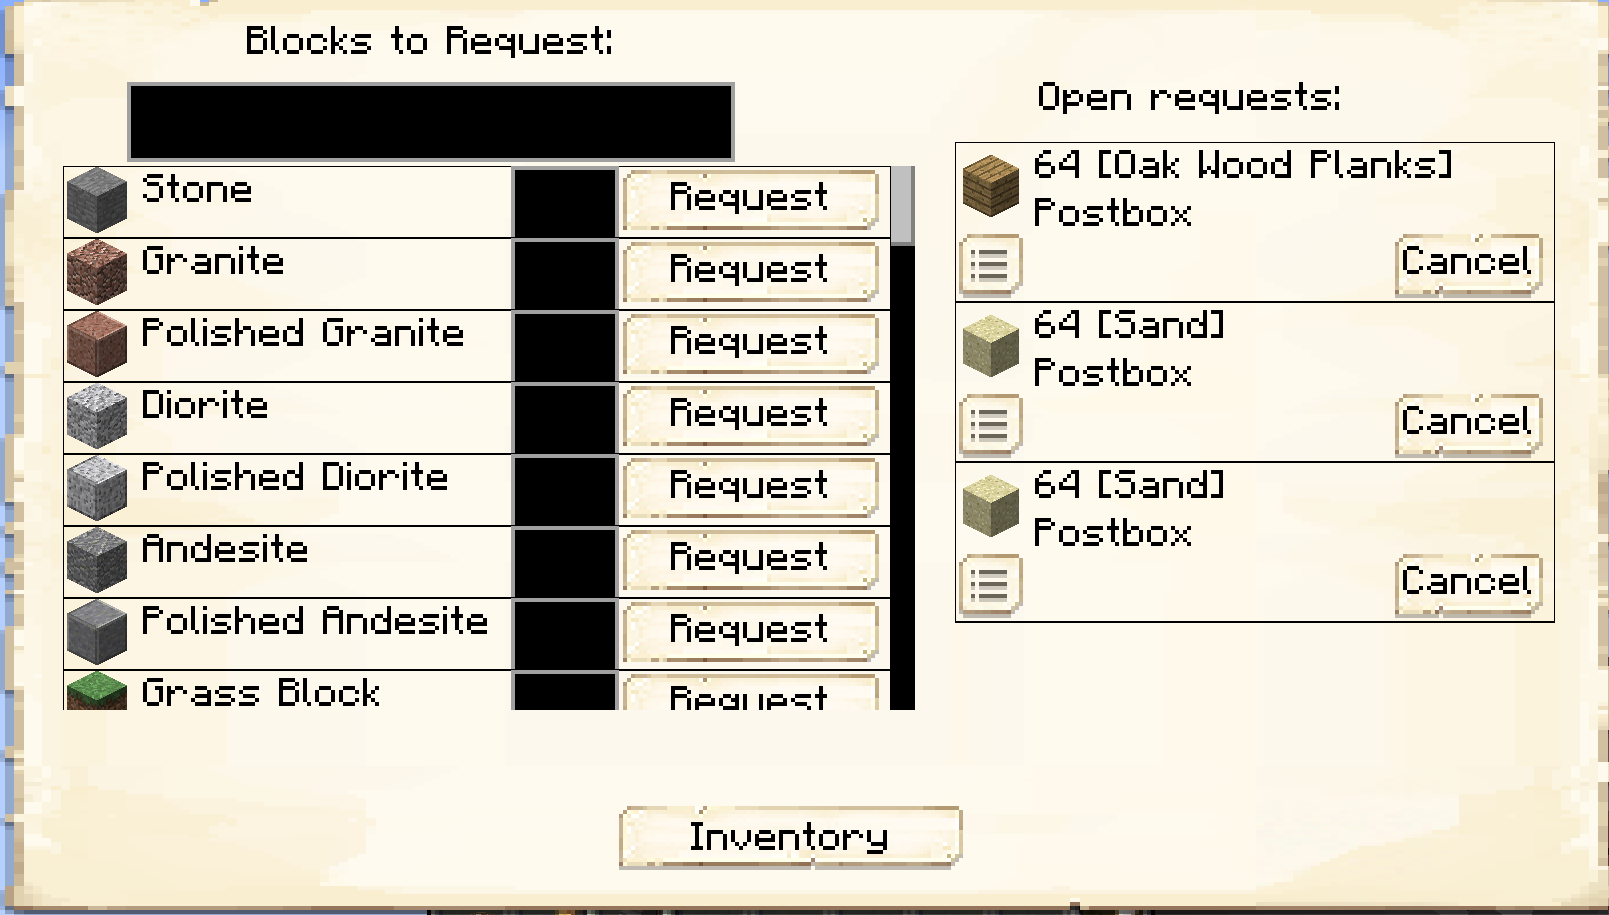 Blocks to Request:
Stone
Request
Granite
Request
Polished Granite
Request
Diorite
Request
Polished Diorite
Request
Andesite
Request
Polished Andesite
Request
Grass Block
Request
Open requests:
64 [Oak Wood Planks]
Postbox
Cancel
64 [Sand]
Postbox
Cancel
64 [Sand]
Postbox
Cancel
Inventory